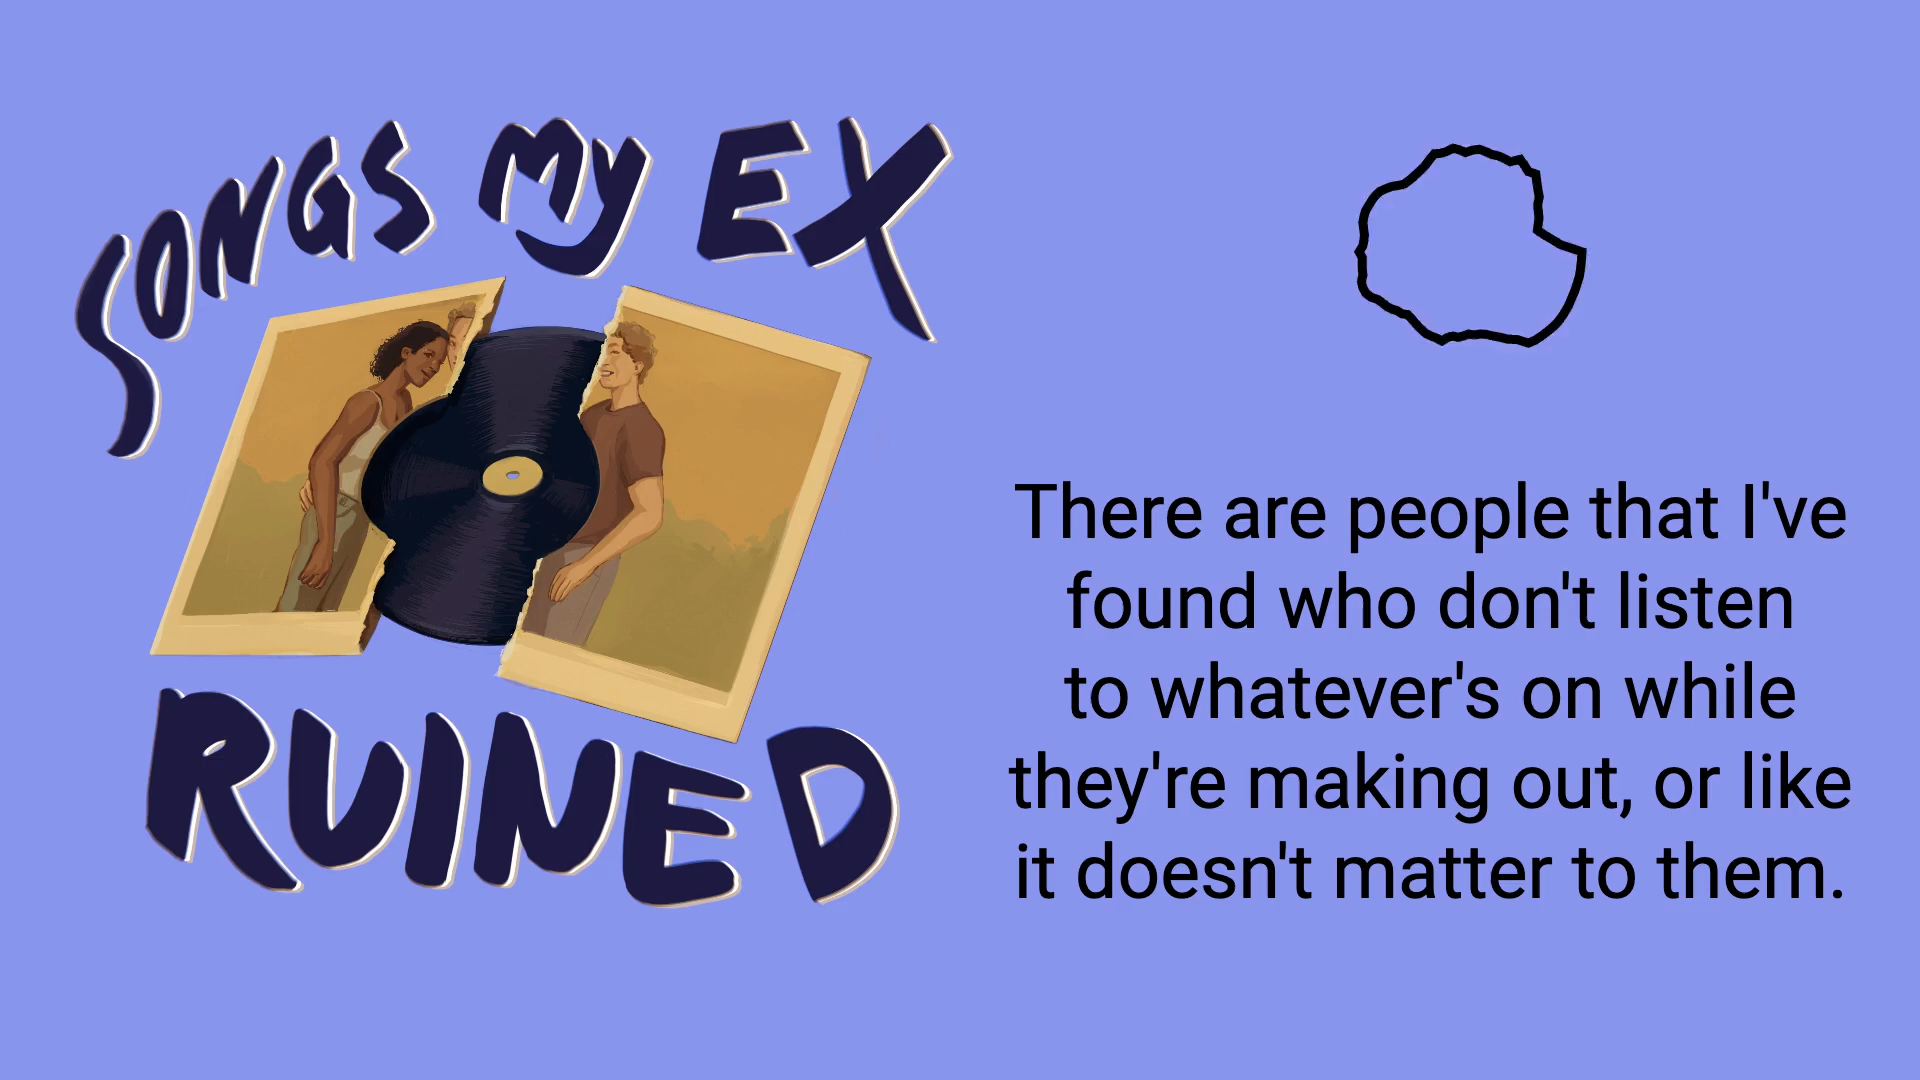 SONGS MY EX
RUINED
There are people that I've
found who don't listen
to whatever's on while
they're making out, or like
it doesn't matter to them.